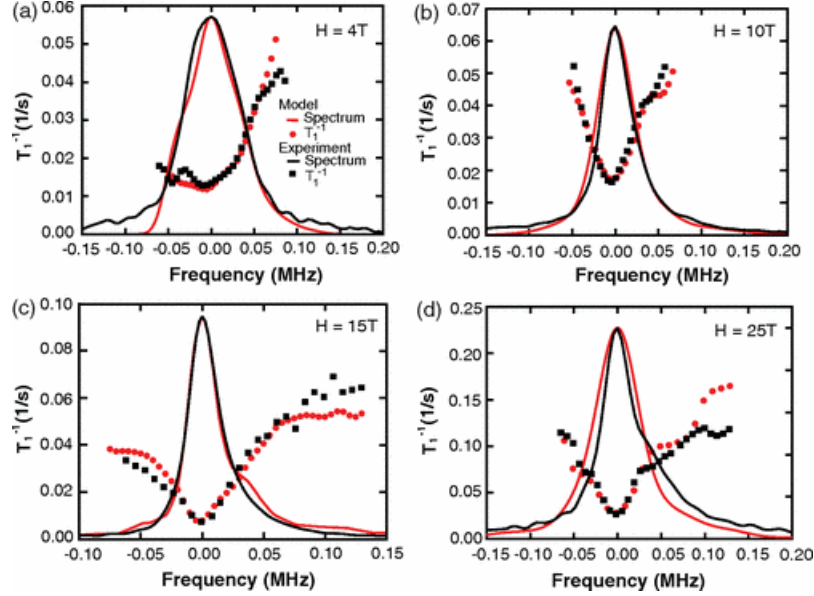 (a)
H = 4T
0.06
0.05
0.04
0.03
0.02
0.01
0.00
T₁⁻¹ (1/s)
Model
Spectrum
T₁⁻¹
Experiment
Spectrum
T₁⁻¹
-0.15 -0.10 -0.05 0.00 0.05 0.10 0.15 0.20
Frequency (MHz)
(b)
H = 10T
0.07
0.06
0.05
0.04
0.03
0.02
0.01
0.00
T₁⁻¹ (1/s)
-0.15 -0.10 -0.05 0.00 0.05 0.10 0.15 0.20
Frequency (MHz)
(c)
H = 15T
0.10
0.08
0.06
0.04
0.02
0.00
T₁⁻¹ (1/s)
-0.10 -0.05 0.00 0.05 0.10 0.15
Frequency (MHz)
(d)
H = 25T
0.25
0.20
0.15
0.10
0.05
0.00
T₁⁻¹ (1/s)
-0.15 -0.10 -0.05 0.00 0.05 0.10 0.15 0.20
Frequency (MHz)